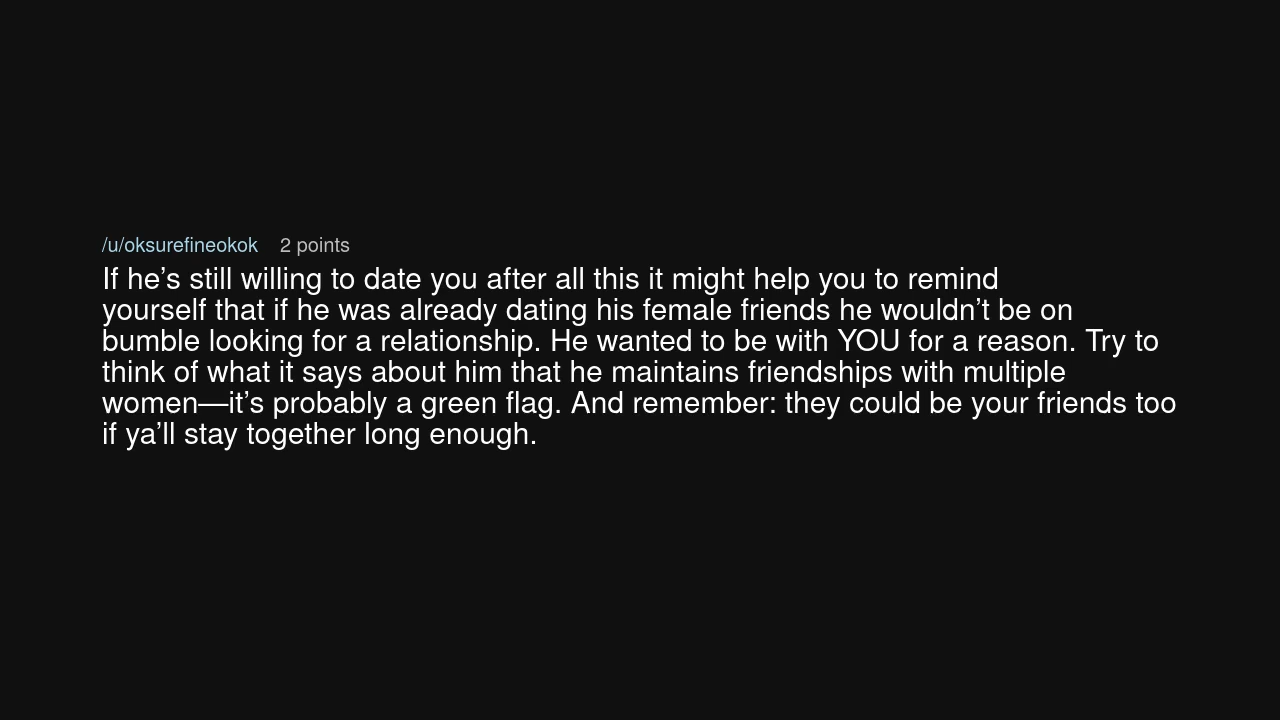 /u/oksurefineokok 2 points
If he’s still willing to date you after all this it might help you to remind
yourself that if he was already dating his female friends he wouldn’t be on
bumble looking for a relationship. He wanted to be with YOU for a reason. Try to
think of what it says about him that he maintains friendships with multiple
women—it’s probably a green flag. And remember: they could be your friends too
if ya’ll stay together long enough.